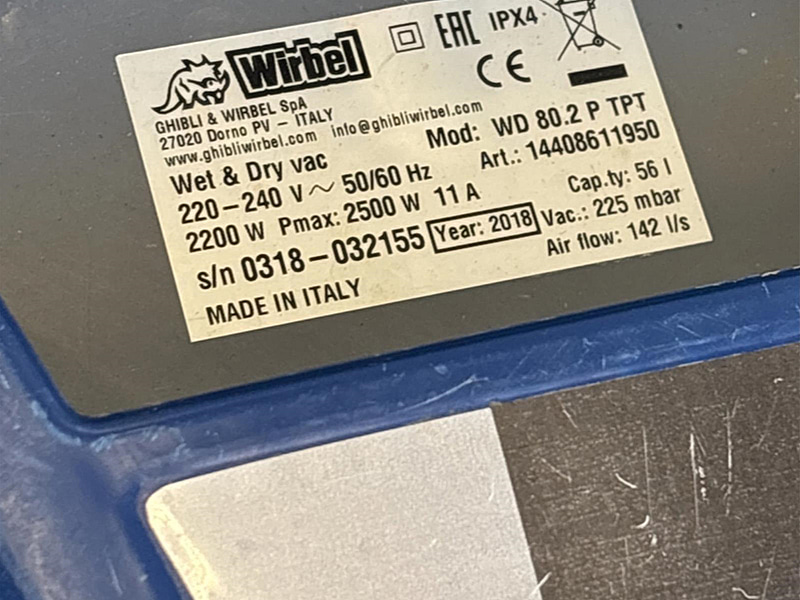 Wirbel
EAC IPX4
CE
GHIBLI & WIRBEL SpA
27020 Dorno PV – ITALY
www.ghibliwirbel.com info@ghibliwirbel.com
Wet & Dry vac
Mod: WD 80.2 P TPT
220–240 V ~ 50/60 Hz
Art.: 14408611950
2200 W Pmax: 2500 W 11 A
Cap.ty: 56 l
s/n 0318–032155 Year: 2018
Vac.: 225 mbar
MADE IN ITALY
Air flow: 142 l/s